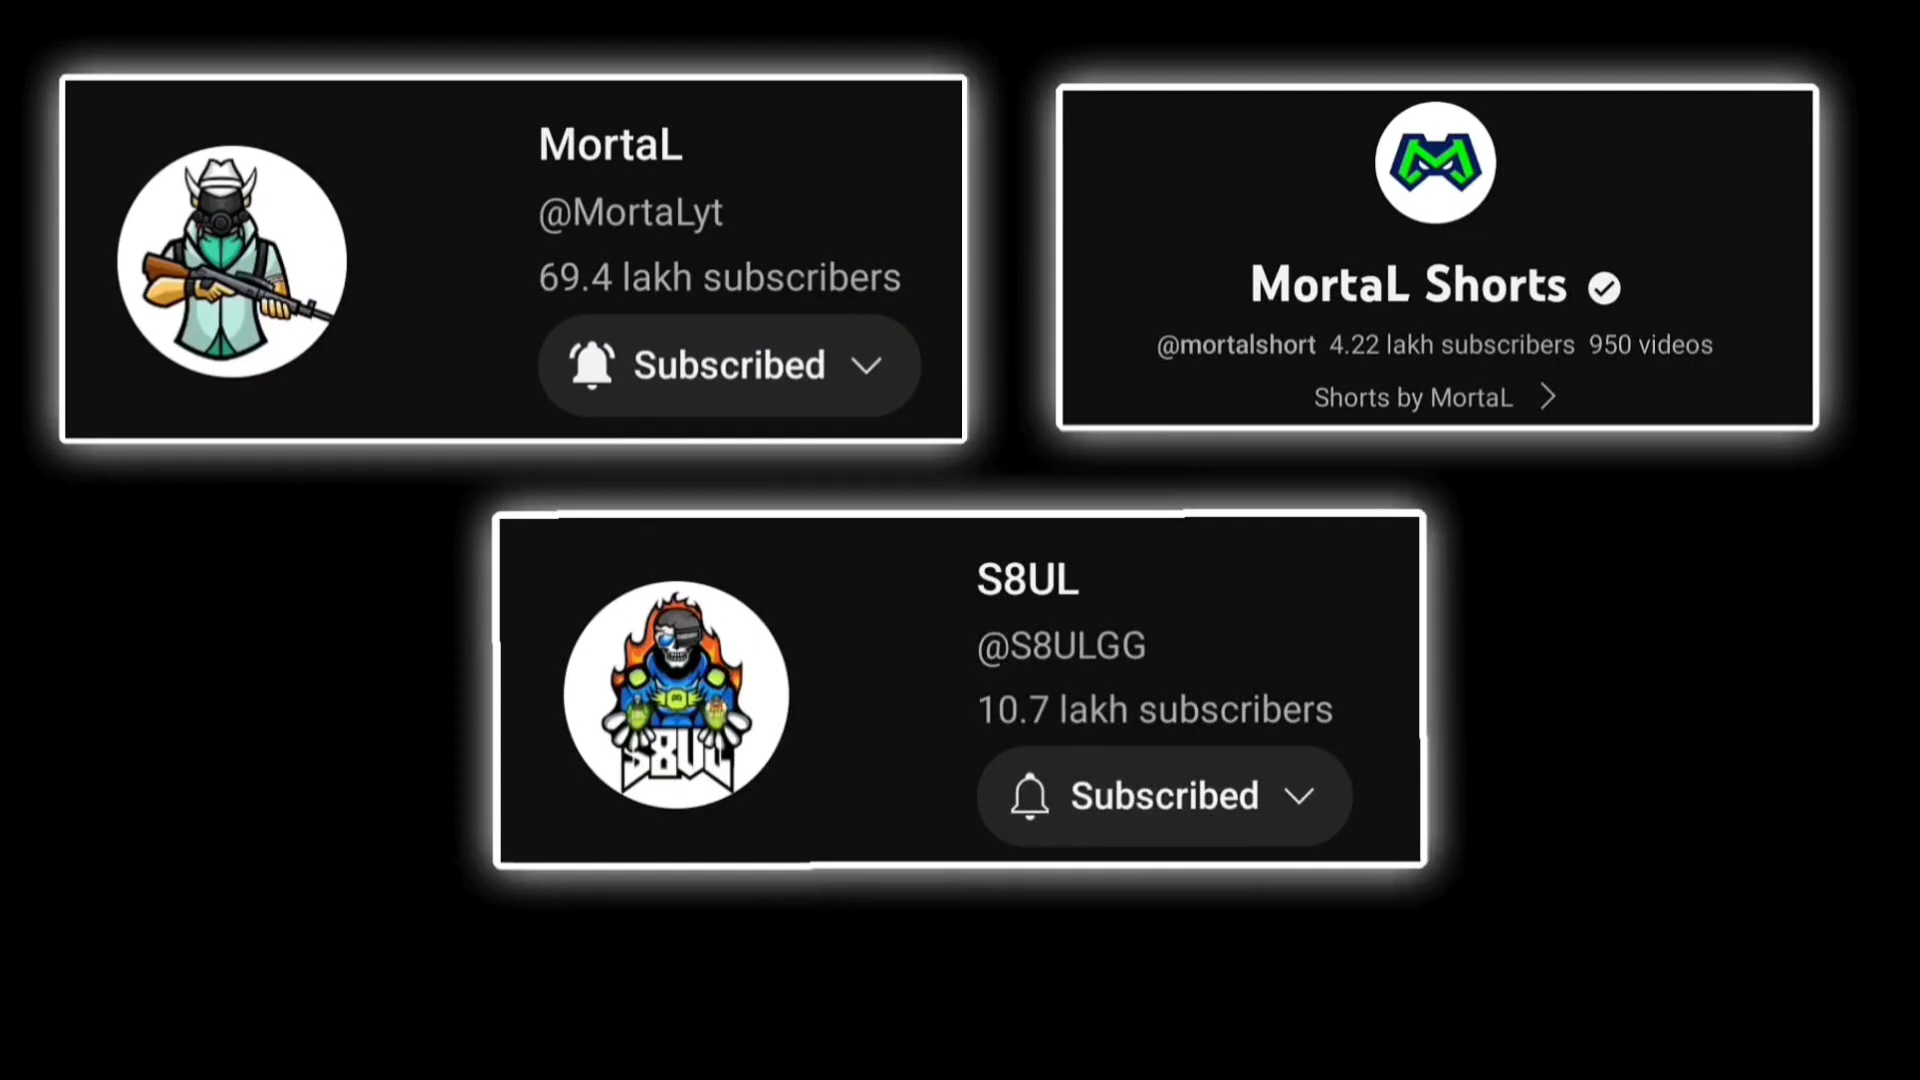 MortaL
@MortaLyt
69.4 lakh subscribers
Subscribed
MortaL Shorts
@mortalshort 4.22 lakh subscribers 950 videos
Shorts by MortaL
S8UL
@S8ULGG
10.7 lakh subscribers
Subscribed
S8UL